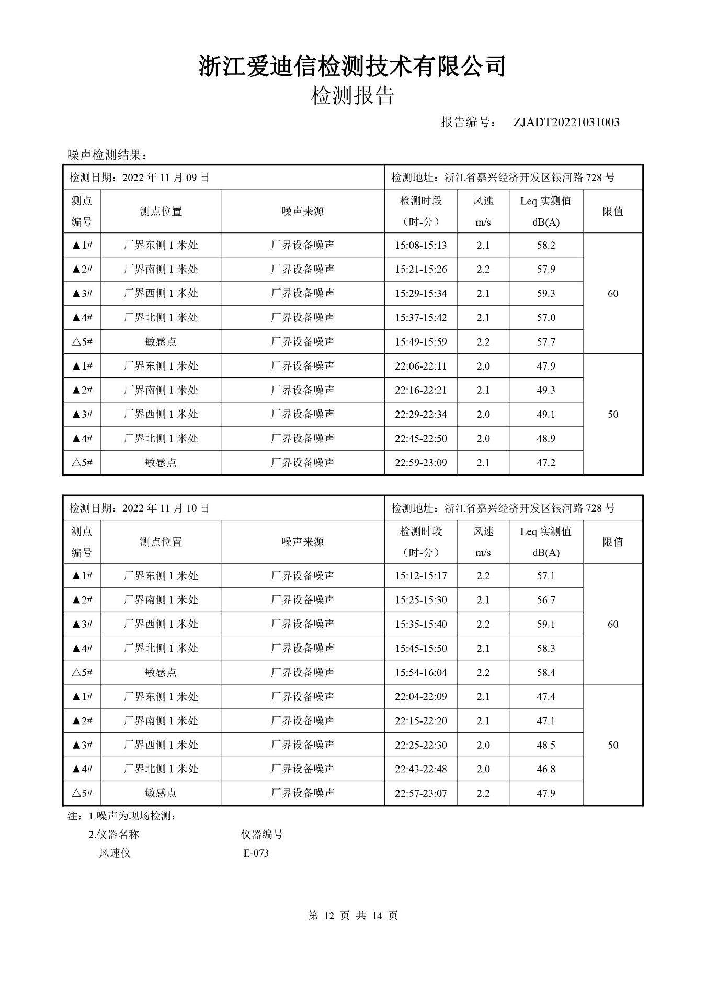 浙江爱迪信检测技术有限公司
检测报告
报告编号： ZJADT20221031003
噪声检测结果：
检测日期：2022 年 11 月 09 日 检测地址：浙江省嘉兴经济开发区银河路 728 号
测点编号 测点位置 噪声来源 检测时段（时-分） 风速 m/s Leq 实测值 dB(A) 限值
▲1# 厂界东侧 1 米处 厂界设备噪声 15:08-15:13 2.1 58.2
▲2# 厂界南侧 1 米处 厂界设备噪声 15:21-15:26 2.2 57.9
▲3# 厂界西侧 1 米处 厂界设备噪声 15:29-15:34 2.1 59.3 60
▲4# 厂界北侧 1 米处 厂界设备噪声 15:37-15:42 2.1 57.0
△5# 敏感点 厂界设备噪声 15:49-15:59 2.2 57.7
▲1# 厂界东侧 1 米处 厂界设备噪声 22:06-22:11 2.0 47.9
▲2# 厂界南侧 1 米处 厂界设备噪声 22:16-22:21 2.1 49.3
▲3# 厂界西侧 1 米处 厂界设备噪声 22:29-22:34 2.0 49.1 50
▲4# 厂界北侧 1 米处 厂界设备噪声 22:45-22:50 2.0 48.9
△5# 敏感点 厂界设备噪声 22:59-23:09 2.1 47.2
检测日期：2022 年 11 月 10 日 检测地址：浙江省嘉兴经济开发区银河路 728 号
测点编号 测点位置 噪声来源 检测时段（时-分） 风速 m/s Leq 实测值 dB(A) 限值
▲1# 厂界东侧 1 米处 厂界设备噪声 15:12-15:17 2.2 57.1
▲2# 厂界南侧 1 米处 厂界设备噪声 15:25-15:30 2.1 56.7
▲3# 厂界西侧 1 米处 厂界设备噪声 15:35-15:40 2.2 59.1 60
▲4# 厂界北侧 1 米处 厂界设备噪声 15:45-15:50 2.1 58.3
△5# 敏感点 厂界设备噪声 15:54-16:04 2.2 58.4
▲1# 厂界东侧 1 米处 厂界设备噪声 22:04-22:09 2.1 47.4
▲2# 厂界南侧 1 米处 厂界设备噪声 22:15-22:20 2.1 47.1
▲3# 厂界西侧 1 米处 厂界设备噪声 22:25-22:30 2.0 48.5 50
▲4# 厂界北侧 1 米处 厂界设备噪声 22:43-22:48 2.0 46.8
△5# 敏感点 厂界设备噪声 22:57-23:07 2.2 47.9
注：1.噪声为现场检测；
2.仪器名称 仪器编号
风速仪 E-073
第 12 页 共 14 页